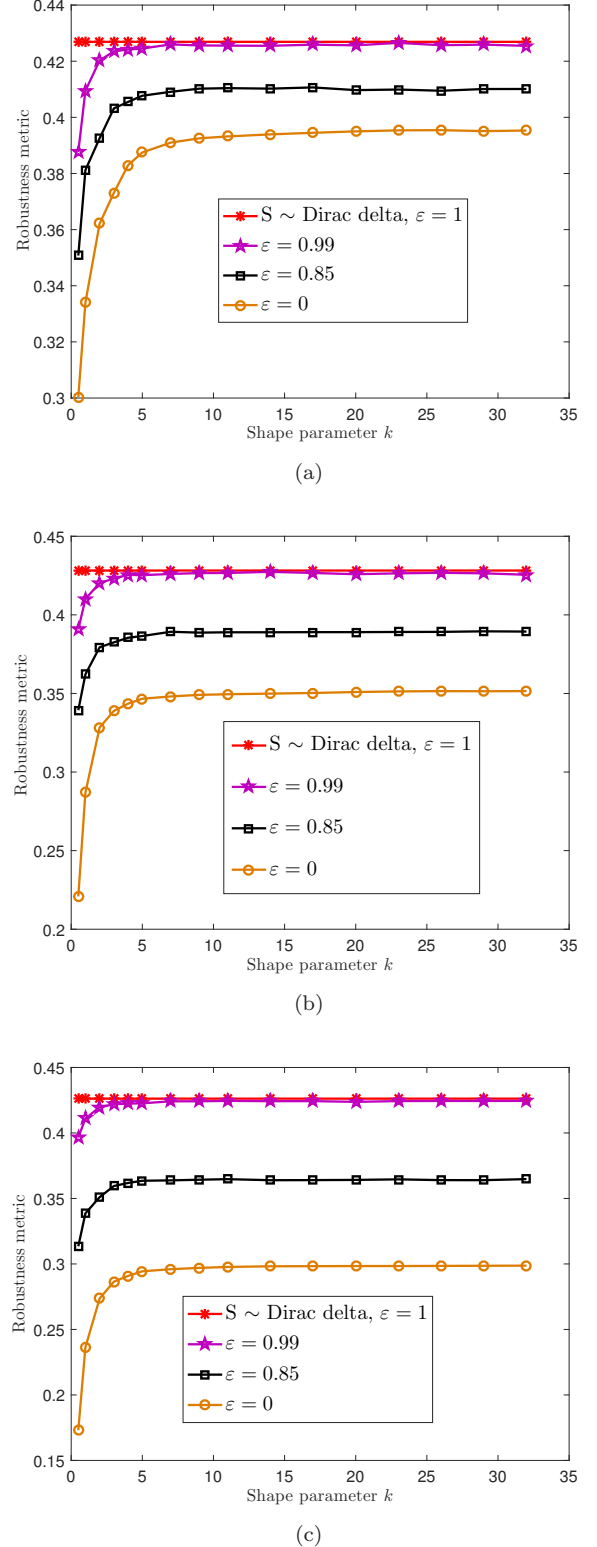 0.44
0.42
0.4
0.38
0.36
0.34
0.32
0.3
Robustness metric
S ∼ Dirac delta, ε = 1
ε = 0.99
ε = 0.85
ε = 0
0 5 10 15 20 25 30 35
Shape parameter k
(a)
0.45
0.4
0.35
0.3
0.25
0.2
Robustness metric
S ∼ Dirac delta, ε = 1
ε = 0.99
ε = 0.85
ε = 0
0 5 10 15 20 25 30 35
Shape parameter k
(b)
0.45
0.4
0.35
0.3
0.25
0.2
0.15
Robustness metric
S ∼ Dirac delta, ε = 1
ε = 0.99
ε = 0.85
ε = 0
0 5 10 15 20 25 30 35
Shape parameter k
(c)